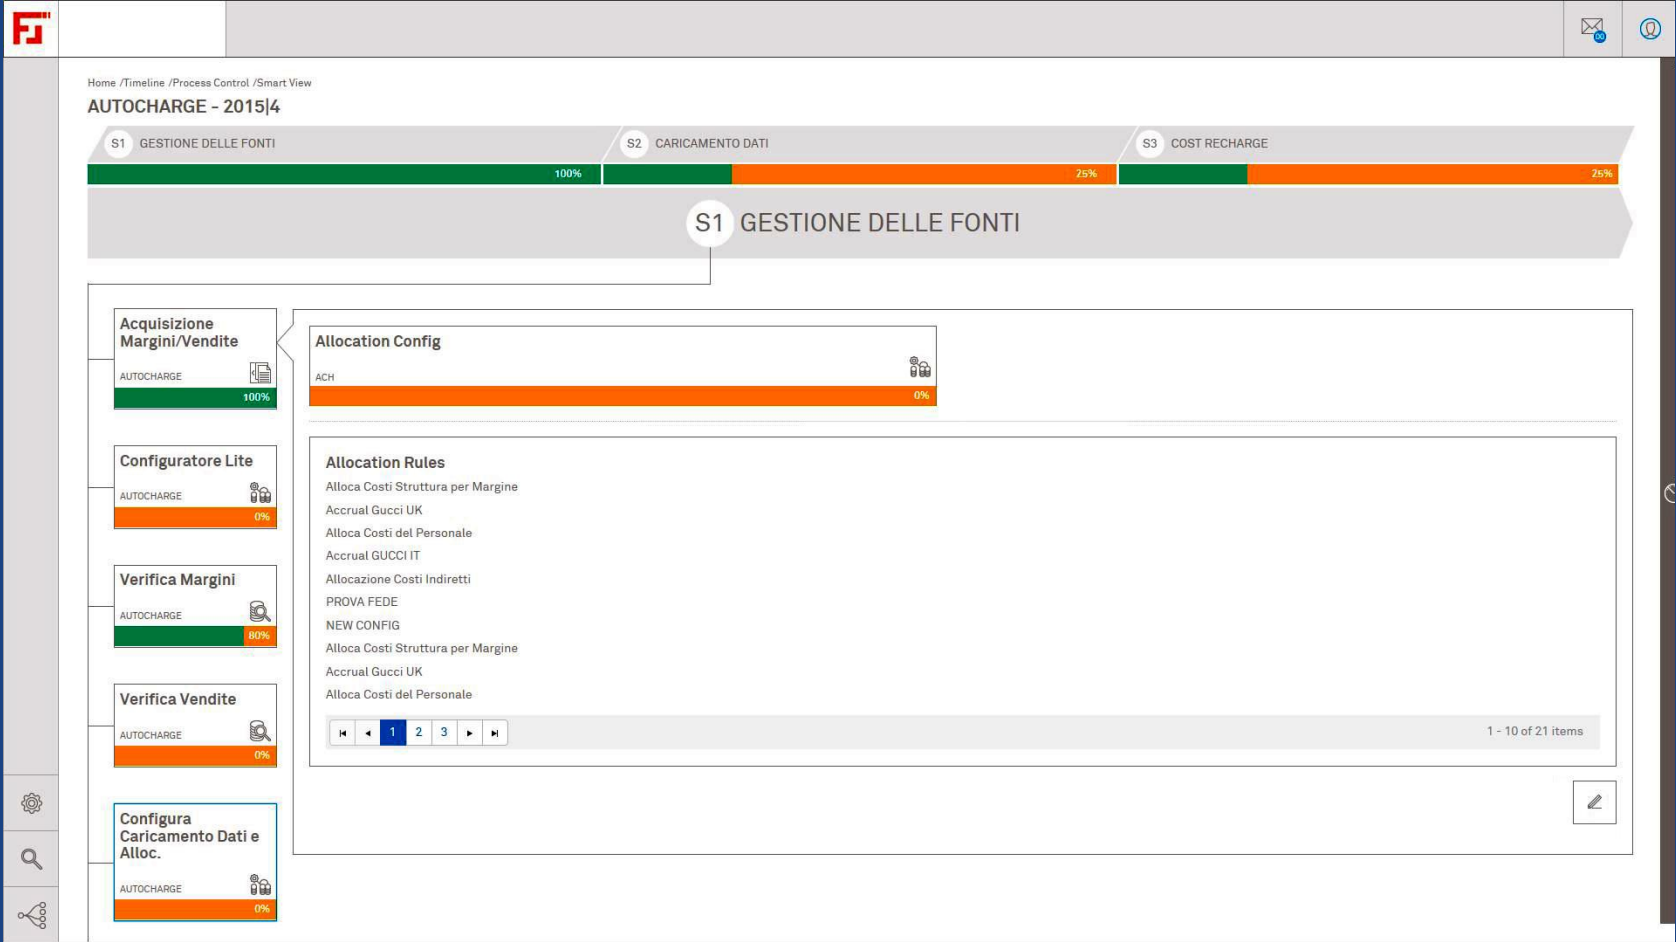 Home /Timeline /Process Control /Smart View
AUTOCHARGE - 2015|4
S1 GESTIONE DELLE FONTI
S2 CARICAMENTO DATI
S3 COST RECHARGE
100%
25%
25%
S1 GESTIONE DELLE FONTI
Acquisizione
Margini/Vendite
AUTOCHARGE
100%
Configuratore Lite
AUTOCHARGE
0%
Verifica Margini
AUTOCHARGE
80%
Verifica Vendite
AUTOCHARGE
0%
Configura
Caricamento Dati e
Alloc.
AUTOCHARGE
0%
Allocation Config
ACH
0%
Allocation Rules
Alloca Costi Struttura per Margine
Accrual Gucci UK
Alloca Costi del Personale
Accrual GUCCI IT
Allocazione Costi Indiretti
PROVA FEDE
NEW CONFIG
Alloca Costi Struttura per Margine
Accrual Gucci UK
Alloca Costi del Personale
1 2 3
1 - 10 of 21 items